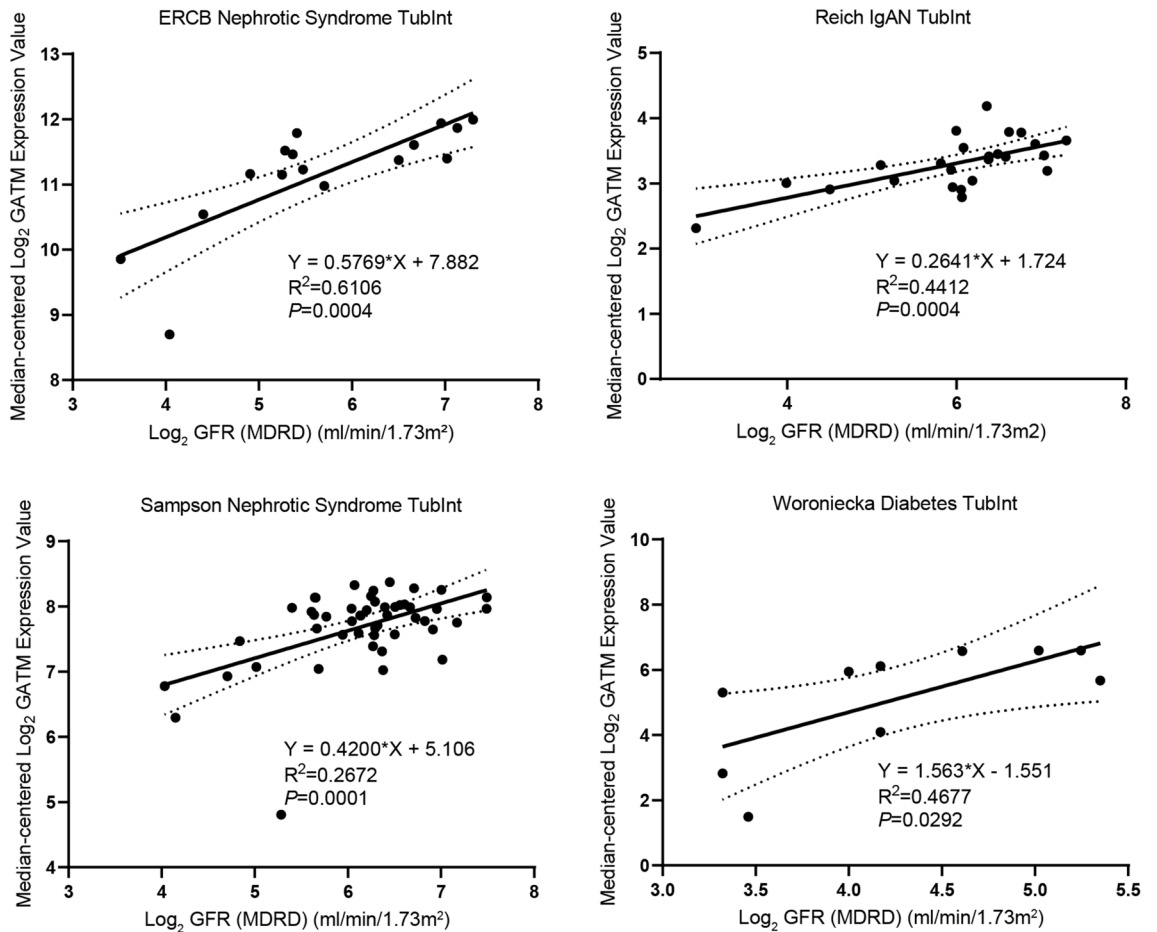 ERCB Nephrotic Syndrome TubInt
Median-centered Log₂ GATM Expression Value
13
12
11
10
9
8
Y = 0.5769*X + 7.882
R²=0.6106
P=0.0004
3 4 5 6 7 8
Log₂ GFR (MDRD) (ml/min/1.73m²)
Reich IgAN TubInt
Median-centered Log₂ GATM Expression Value
5
4
3
2
1
0
Y = 0.2641*X + 1.724
R²=0.4412
P=0.0004
4 6 8
Log₂ GFR (MDRD) (ml/min/1.73m2)
Sampson Nephrotic Syndrome TubInt
Median-centered Log₂ GATM Expression Value
9
8
7
6
5
4
Y = 0.4200*X + 5.106
R²=0.2672
P=0.0001
3 4 5 6 7 8
Log₂ GFR (MDRD) (ml/min/1.73m²)
Woroniecka Diabetes TubInt
Median-centered Log₂ GATM Expression Value
10
8
6
4
2
0
Y = 1.563*X - 1.551
R²=0.4677
P=0.0292
3.0 3.5 4.0 4.5 5.0 5.5
Log₂ GFR (MDRD) (ml/min/1.73m²)